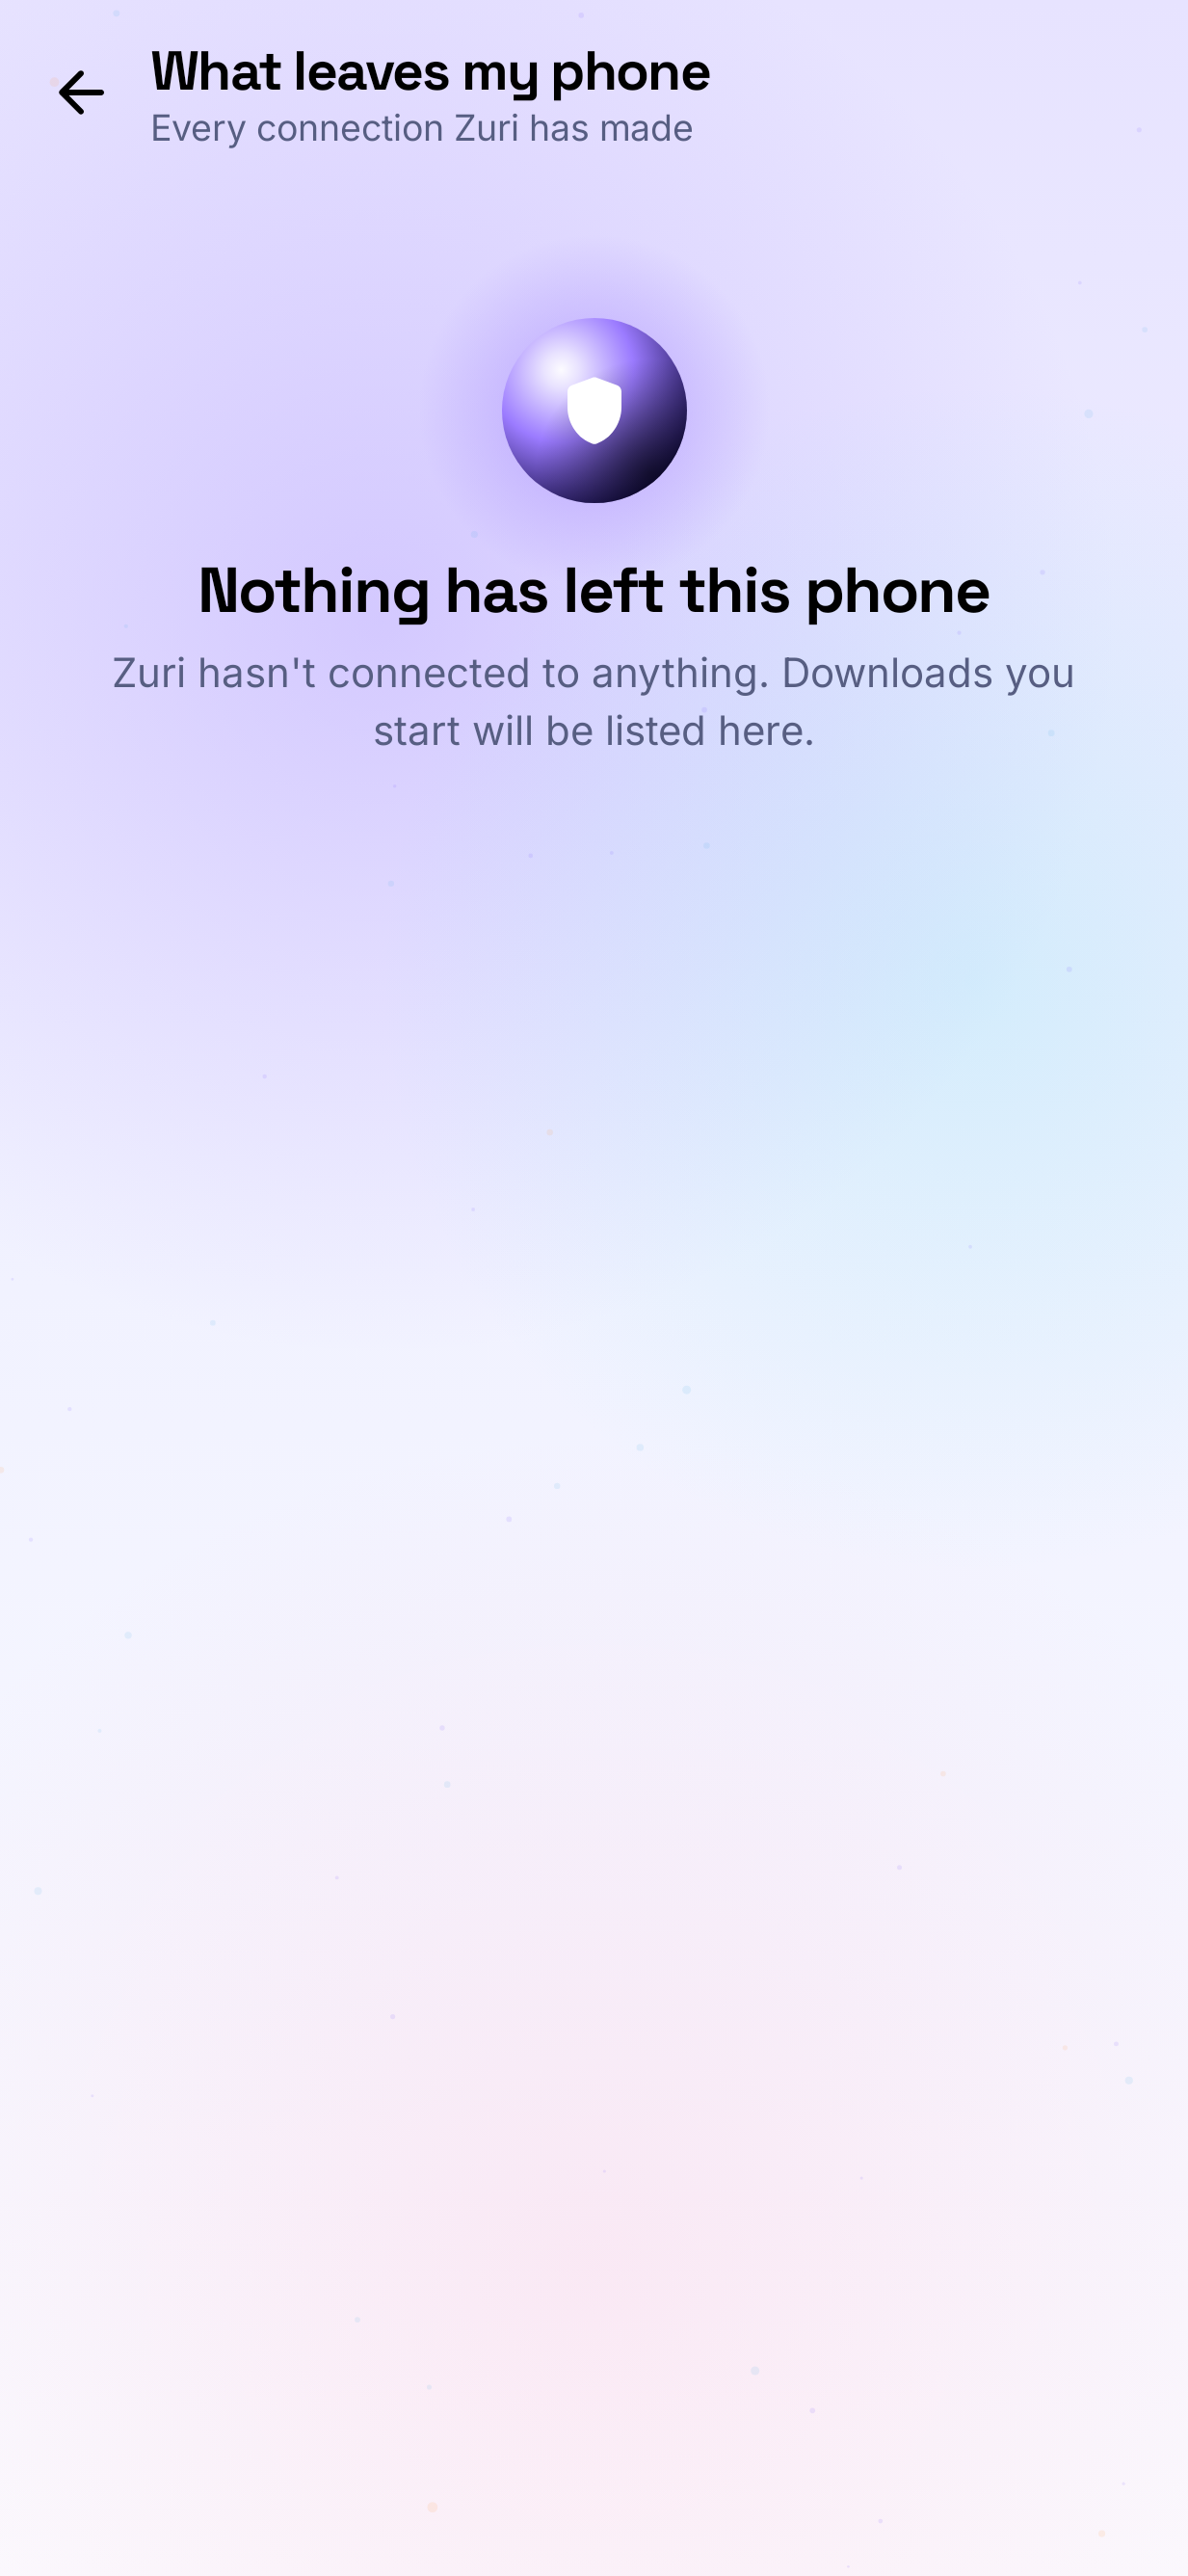 What leaves my phone
Every connection Zuri has made
Nothing has left this phone
Zuri hasn't connected to anything. Downloads you
start will be listed here.